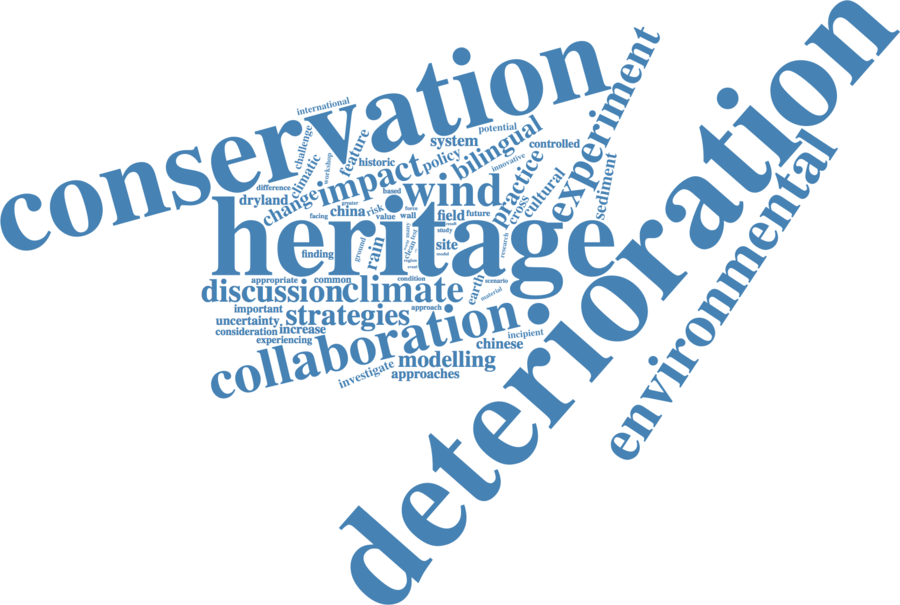 conservation
deterioration
international
experiment
challenge
feature
potential
system
bilingual
controlled
climatic
workshop
historic
impact
policy
innovative
practice
environmental
difference
dryland
change
based
wind
cross
cultural
sediment
greater
facing
china
risk
value
force
wall
field
future
heritage
study
site
research
finding
ground
rain
region
event
model
appropriate
common
condition
earth
scenario
material
discussion
climate
important
strategies
approach
uncertainty
consideration
increase
experiencing
collaboration
incipient
chinese
modelling
investigate
approaches